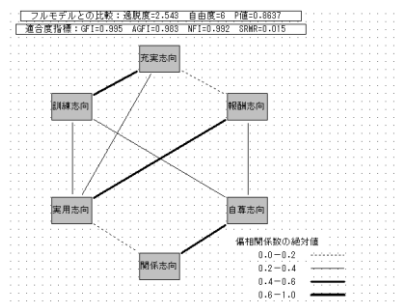 フルモデルとの比較：逸脱度=2.543 自由度=6 P値=0.8637
適合度指標：GFI=0.995 AGFI=0.983 NFI=0.992 SRMR=0.015
充実志向
訓練志向
報酬志向
実用志向
自尊志向
関係志向
偏相関係数の絶対値
0.0－0.2
0.2－0.4
0.4－0.6
0.6－1.0